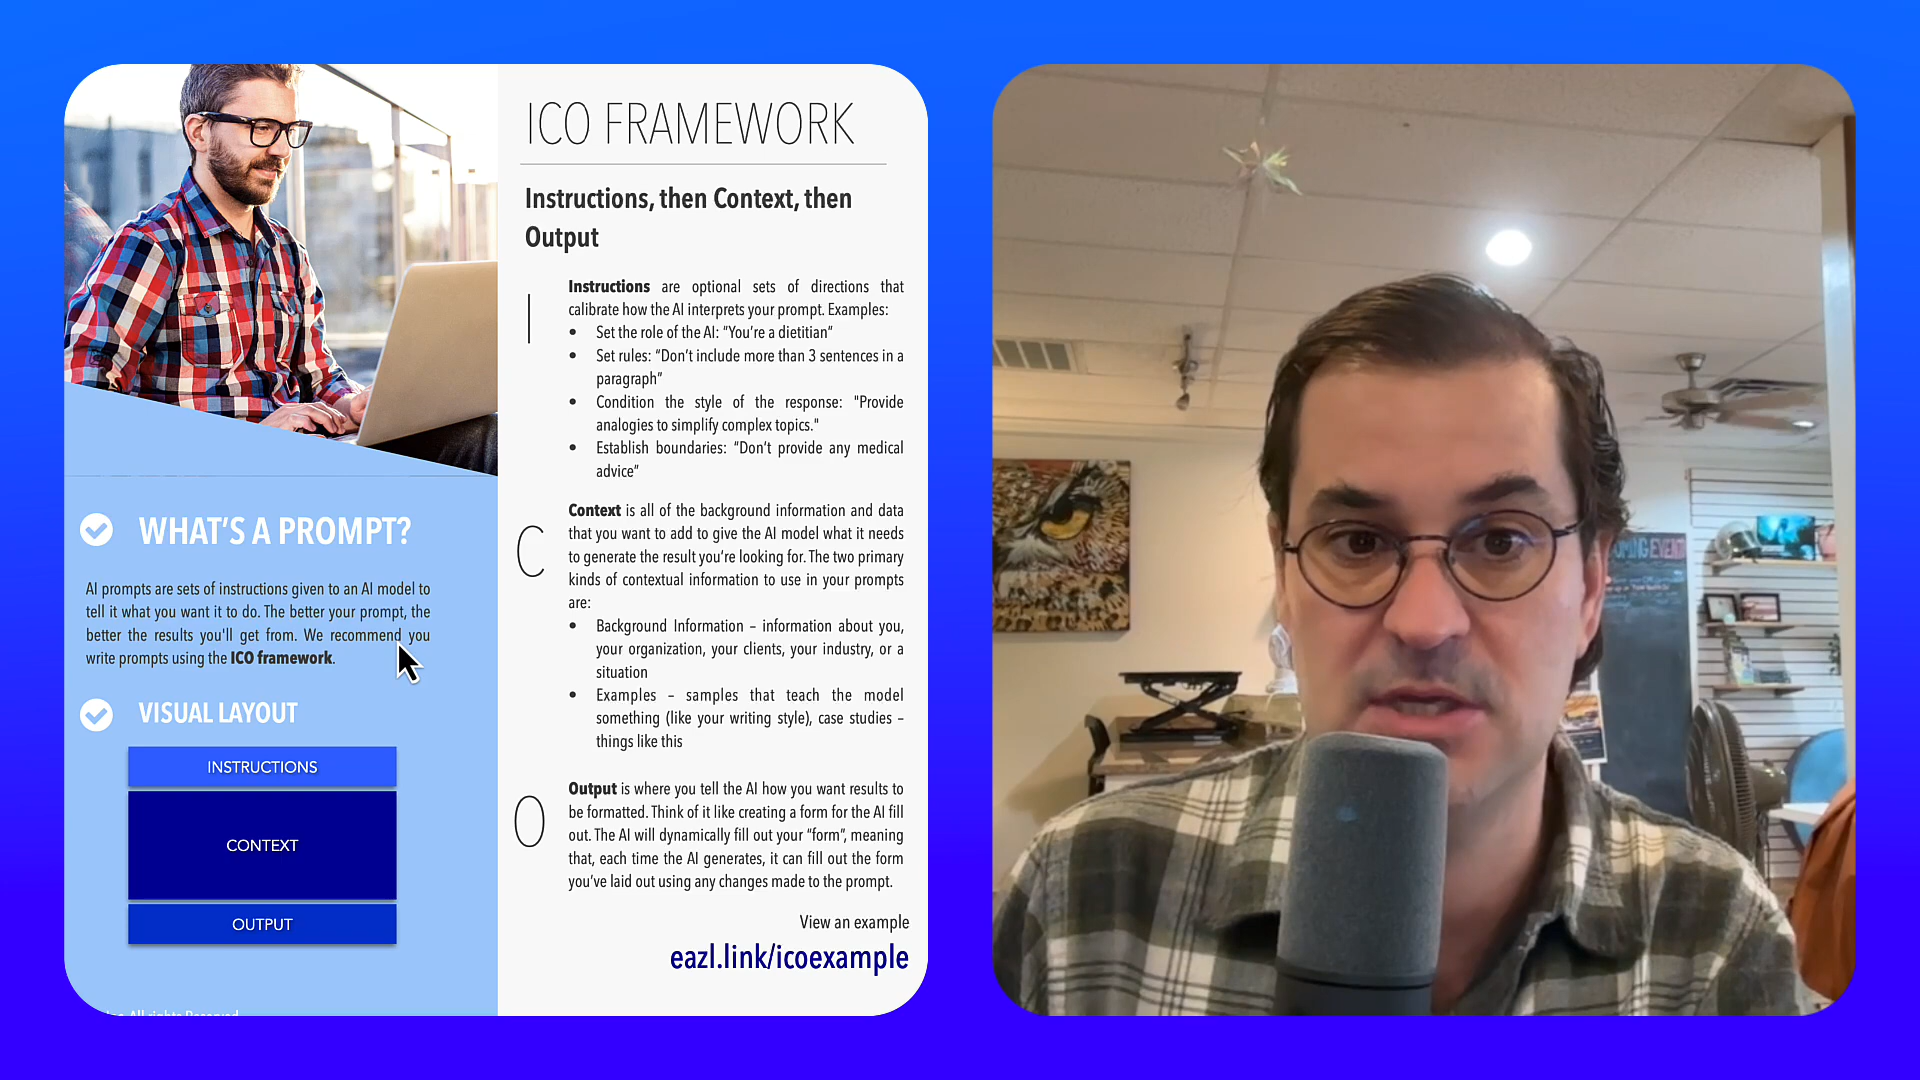 ICO FRAMEWORK
Instructions, then Context, then
Output
I
Instructions are optional sets of directions that
calibrate how the AI interprets your prompt. Examples:
• Set the role of the AI: “You’re a dietitian”
• Set rules: “Don’t include more than 3 sentences in a
paragraph”
• Condition the style of the response: "Provide
analogies to simplify complex topics."
• Establish boundaries: “Don’t provide any medical
advice”
C
Context is all of the background information and data
that you want to add to give the AI model what it needs
to generate the result you’re looking for. The two primary
kinds of contextual information to use in your prompts
are:
• Background Information – information about you,
your organization, your clients, your industry, or a
situation
• Examples – samples that teach the model
something (like your writing style), case studies –
things like this
O
Output is where you tell the AI how you want results to
be formatted. Think of it like creating a form for the AI fill
out. The AI will dynamically fill out your “form”, meaning
that, each time the AI generates, it can fill out the form
you’ve laid out using any changes made to the prompt.
View an example
eazl.link/icoexample
WHAT’S A PROMPT?
AI prompts are sets of instructions given to an AI model to
tell it what you want it to do. The better your prompt, the
better the results you'll get from. We recommend you
write prompts using the ICO framework.
VISUAL LAYOUT
INSTRUCTIONS
CONTEXT
OUTPUT
All rights Reserved